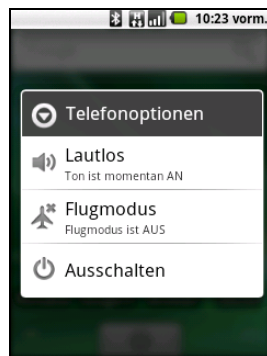 10:23 vorm.
Telefonoptionen
Lautlos
Ton ist momentan AN
Flugmodus
Flugmodus ist AUS
Ausschalten